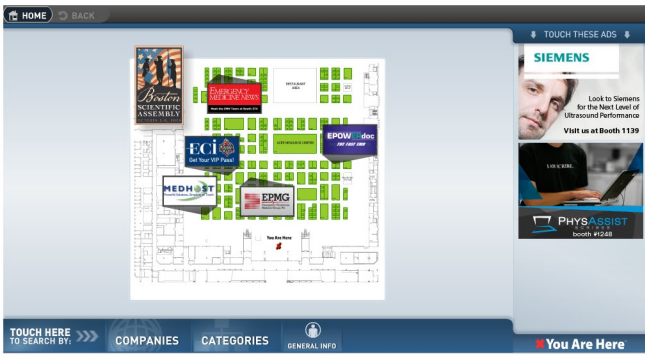 HOME
BACK
TOUCH THESE ADS
SIEMENS
Look to Siemens
for the Next Level of
Ultrasound Performance
Visit us at Booth 1139
I SCRIBE.
PHYSASSIST
SCRIBES
booth #1248
Boston
SCIENTIFIC
ASSEMBLY
EMERGENCY
MEDICINE NEWS
ECi
Get Your VIP Pass!
EPOWERdoc
MEDHOST
EPMG
You Are Here
TOUCH HERE
TO SEARCH BY:
COMPANIES
CATEGORIES
GENERAL INFO
You Are Here